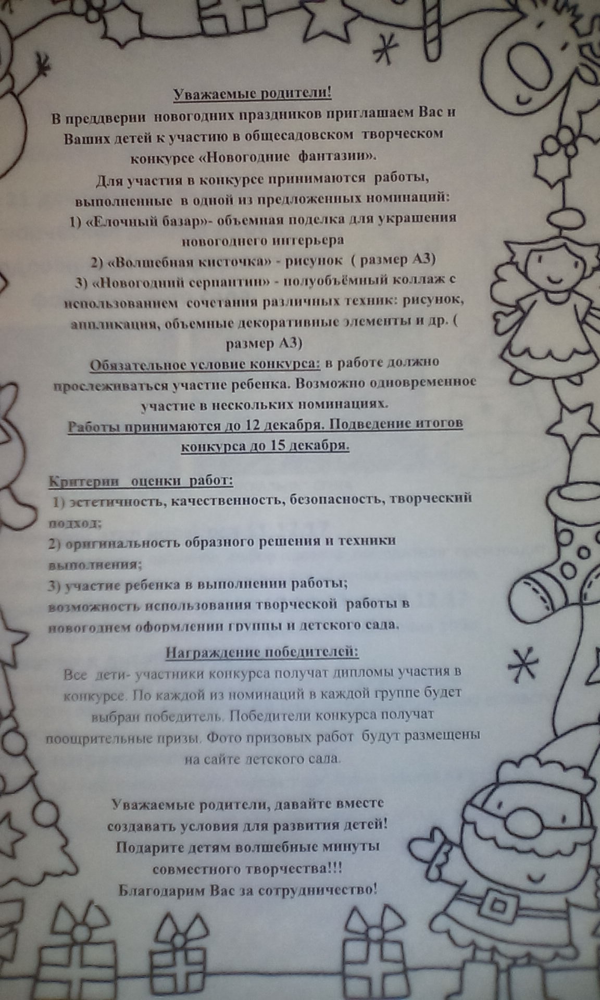 Уважаемые родители!
В преддверии новогодних праздников приглашаем Вас и
Ваших детей к участию в общесадовском творческом
конкурсе «Новогодние фантазии».
Для участия в конкурсе принимаются работы,
выполненные в одной из предложенных номинаций:
1) «Елочный базар»- объемная поделка для украшения
новогоднего интерьера
2) «Волшебная кисточка» - рисунок ( размер А3)
3) «Новогодний серпантин» - полуобъёмный коллаж с
использованием сочетания различных техник: рисунок,
аппликация, объемные декоративные элементы и др. (
размер А3)
Обязательное условие конкурса: в работе должно
прослеживаться участие ребенка. Возможно одновременное
участие в нескольких номинациях.
Работы принимаются до 12 декабря. Подведение итогов
конкурса до 15 декабря.
Критерии оценки работ:
1) эстетичность, качественность, безопасность, творческий
подход;
2) оригинальность образного решения и техники
выполнения;
3) участие ребенка в выполнении работы;
возможность использования творческой работы в
новогоднем оформлении группы и детского сада.
Награждение победителей:
Все дети- участники конкурса получат дипломы участия в
конкурсе. По каждой из номинаций в каждой группе будет
выбран победитель. Победители конкурса получат
поощрительные призы. Фото призовых работ будут размещены
на сайте детского сада.
Уважаемые родители, давайте вместе
создавать условия для развития детей!
Подарите детям волшебные минуты
совместного творчества!!!
Благодарим Вас за сотрудничество!